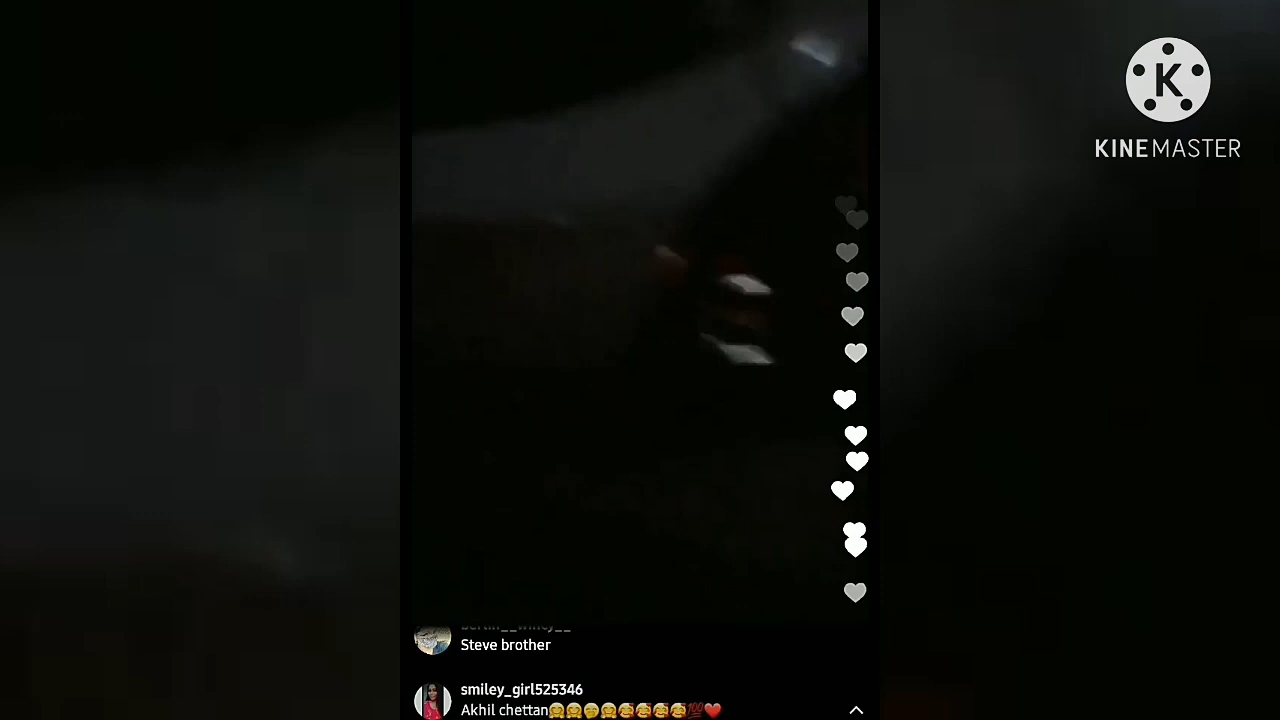 K
KINEMASTER
Steve brother
smiley_girl525346
Akhil chettan🤗🤗🤭🤗🥰🥰🥰🥰💯❤️